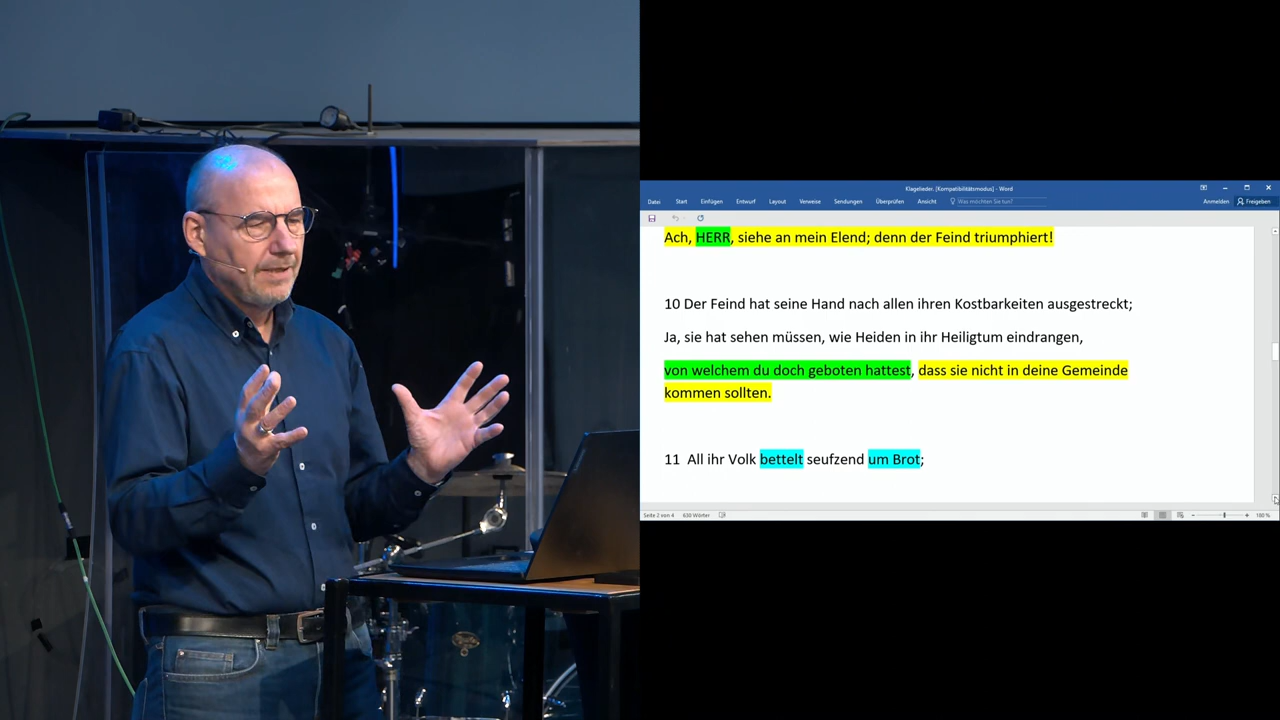 Klagelieder. [Kompatibilitätsmodus] - Word
Datei Start Einfügen Entwurf Layout Verweise Sendungen Überprüfen Ansicht Was möchten Sie tun? Anmelden Freigeben
Ach, HERR, siehe an mein Elend; denn der Feind triumphiert!
10 Der Feind hat seine Hand nach allen ihren Kostbarkeiten ausgestreckt;
Ja, sie hat sehen müssen, wie Heiden in ihr Heiligtum eindrangen,
von welchem du doch geboten hattest, dass sie nicht in deine Gemeinde
kommen sollten.
11 All ihr Volk bettelt seufzend um Brot;
Seite 2 von 4 630 Wörter 180 %